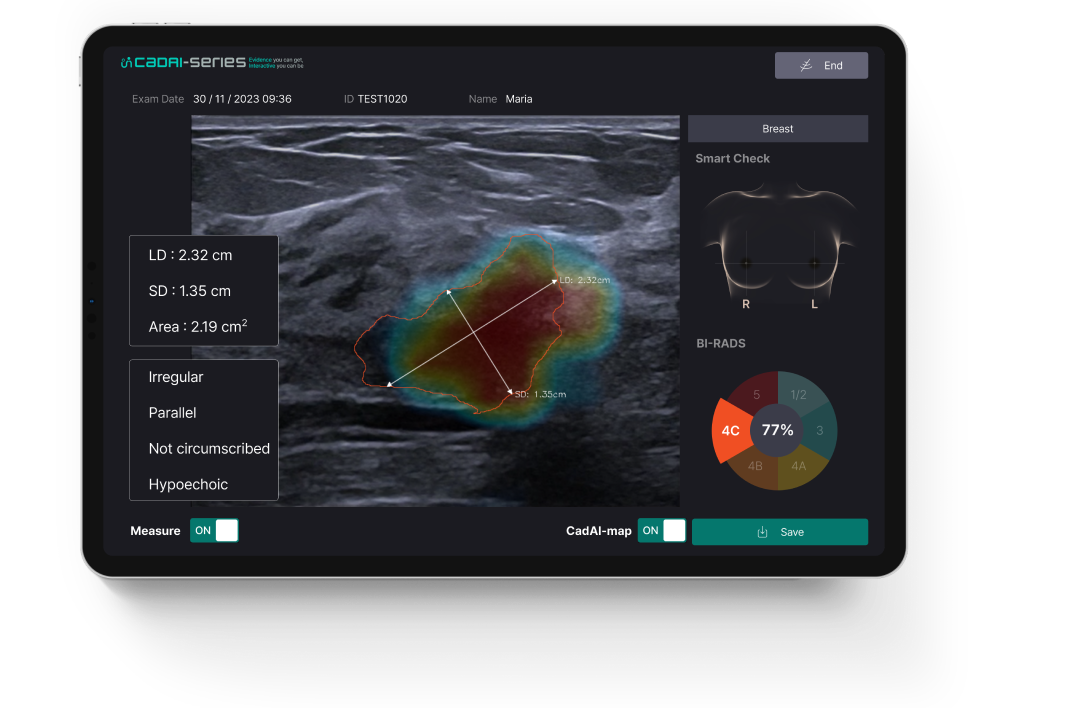 CADAI-SERIES Evidence you can get,
Interactive you can be
End
Exam Date 30 / 11 / 2023 09:36 ID TEST1020 Name Maria
Breast
Smart Check
LD : 2.32 cm
SD : 1.35 cm
Area : 2.19 cm2
LD: 2.32cm
SD: 1.35cm
R L
Irregular
Parallel
Not circumscribed
Hypoechoic
BI-RADS
5 1/2
4C 77% 3
4B 4A
Measure ON
CadAI-map ON
Save